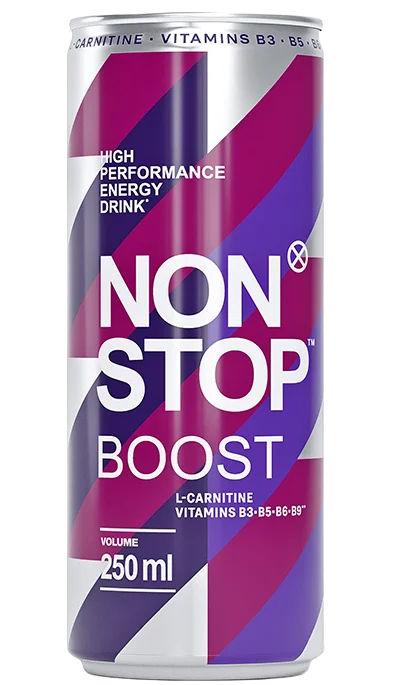 L-CARNITINE · VITAMINS B3 · B5 ·
HIGH
PERFORMANCE
ENERGY
DRINK*
NON
STOP™
BOOST
L-CARNITINE
VITAMINS B3•B5•B6•B9**
VOLUME
250 ml